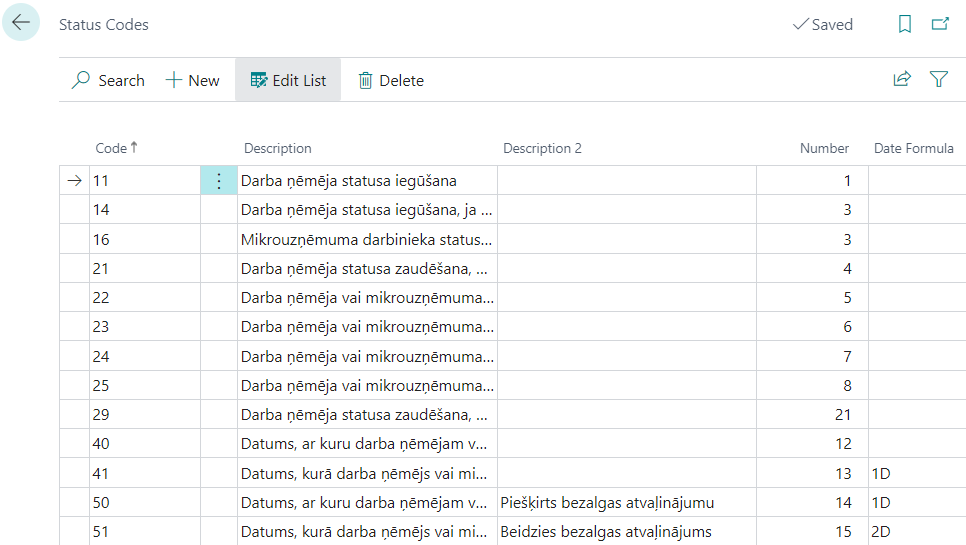 Status Codes Saved
Search New Edit List Delete
Code Description Description 2 Number Date Formula
11 Darba ņēmēja statusa iegūšana 1
14 Darba ņēmēja statusa iegūšana, ja ... 3
16 Mikrouzņēmuma darbinieka status... 3
21 Darba ņēmēja statusa zaudēšana, ... 4
22 Darba ņēmēja vai mikrouzņēmuma... 5
23 Darba ņēmēja vai mikrouzņēmuma... 6
24 Darba ņēmēja vai mikrouzņēmuma... 7
25 Darba ņēmēja vai mikrouzņēmuma... 8
29 Darba ņēmēja statusa zaudēšana, ... 21
40 Datums, ar kuru darba ņēmējam v... 12
41 Datums, kurā darba ņēmējs vai mi... 13 1D
50 Datums, ar kuru darba ņēmējam v... Piešķirts bezalgas atvaļinājumu 14 1D
51 Datums, kurā darba ņēmējs vai mi... Beidzies bezalgas atvaļinājums 15 2D